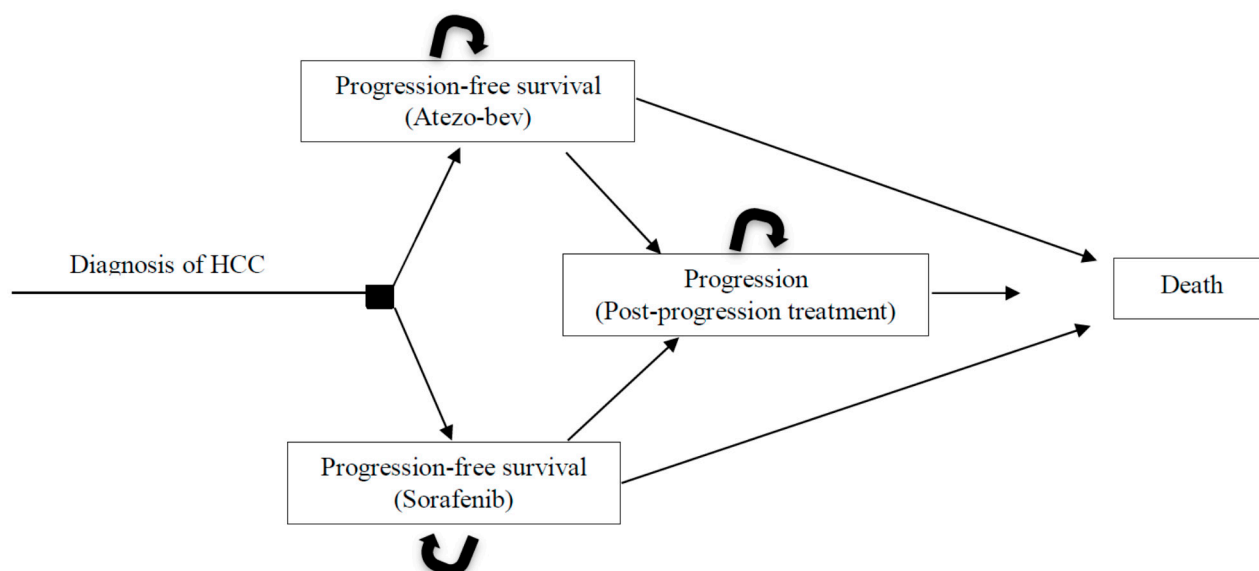 Progression-free survival
(Atezo-bev)
Diagnosis of HCC
Progression
(Post-progression treatment)
Death
Progression-free survival
(Sorafenib)